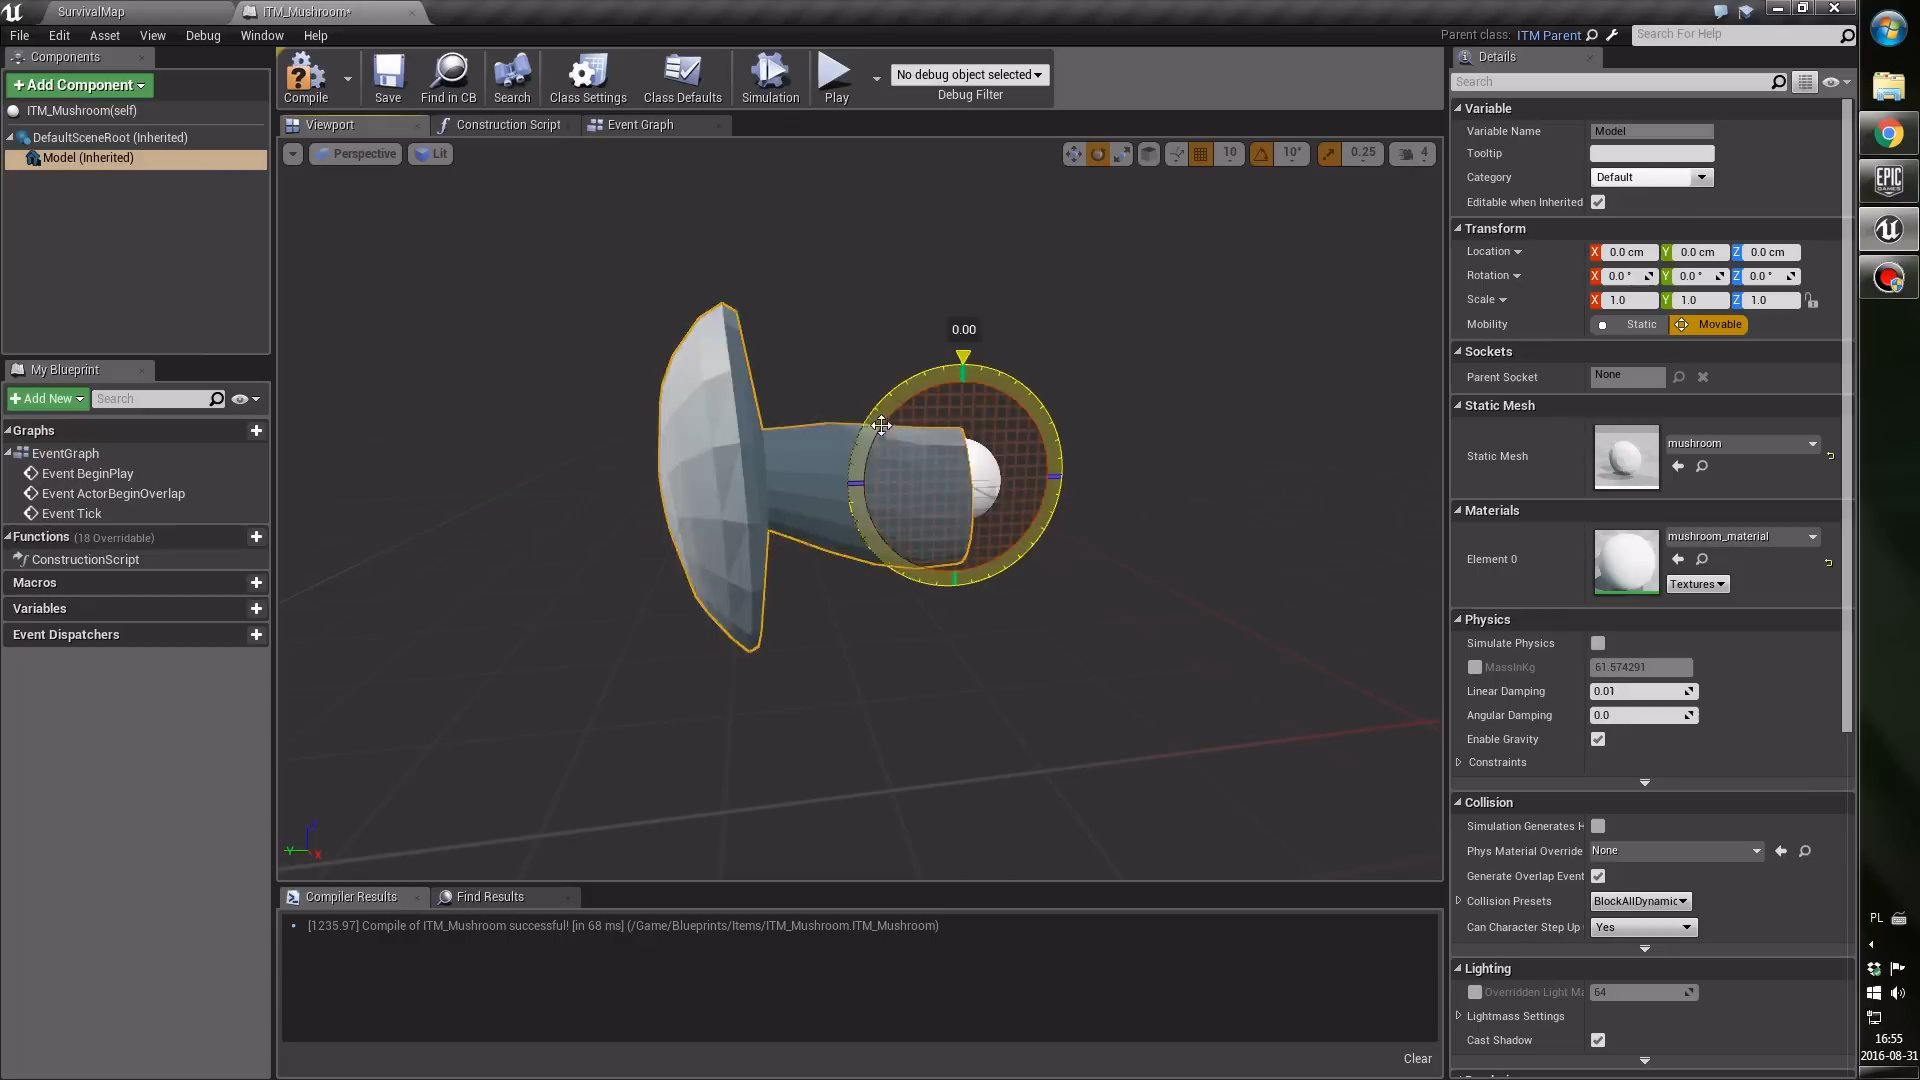 SurvivalMap
ITM_Mushroom*
File Edit Asset View Debug Window Help
Parent class: ITM Parent
Search For Help
Components
+Add Component
ITM_Mushroom(self)
DefaultSceneRoot (Inherited)
Model (Inherited)
My Blueprint
+Add New
Search
Graphs
EventGraph
Event BeginPlay
Event ActorBeginOverlap
Event Tick
Functions (18 Overridable)
ConstructionScript
Macros
Variables
Event Dispatchers
Compile
Save
Find in CB
Search
Class Settings
Class Defaults
Simulation
Play
No debug object selected
Debug Filter
Viewport
Construction Script
Event Graph
Perspective
Lit
10
10°
0.25
4
0.00
Z
Y
X
Compiler Results
Find Results
[1235.97] Compile of ITM_Mushroom successful! [in 68 ms] (/Game/Blueprints/Items/ITM_Mushroom.ITM_Mushroom)
Clear
Details
Search
Variable
Variable Name Model
Tooltip
Category Default
Editable when Inherited
Transform
Location X 0.0 cm Y 0.0 cm Z 0.0 cm
Rotation X 0.0 ° Y 0.0 ° Z 0.0 °
Scale X 1.0 Y 1.0 Z 1.0
Mobility Static Movable
Sockets
Parent Socket None
Static Mesh
Static Mesh mushroom
Materials
Element 0 mushroom_material
Textures
Physics
Simulate Physics
MassInKg 61.574291
Linear Damping 0.01
Angular Damping 0.0
Enable Gravity
Constraints
Collision
Simulation Generates H
Phys Material Override None
Generate Overlap Event
Collision Presets BlockAllDynamic
Can Character Step Up Yes
Lighting
Overridden Light Ma 64
Lightmass Settings
Cast Shadow
EPIC
GAMES
PL
16:55
2016-08-31